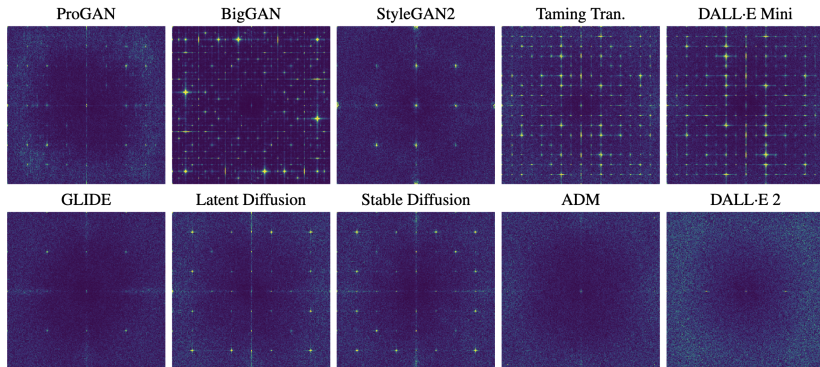 ProGAN BigGAN StyleGAN2 Taming Tran. DALL·E Mini
GLIDE Latent Diffusion Stable Diffusion ADM DALL·E 2